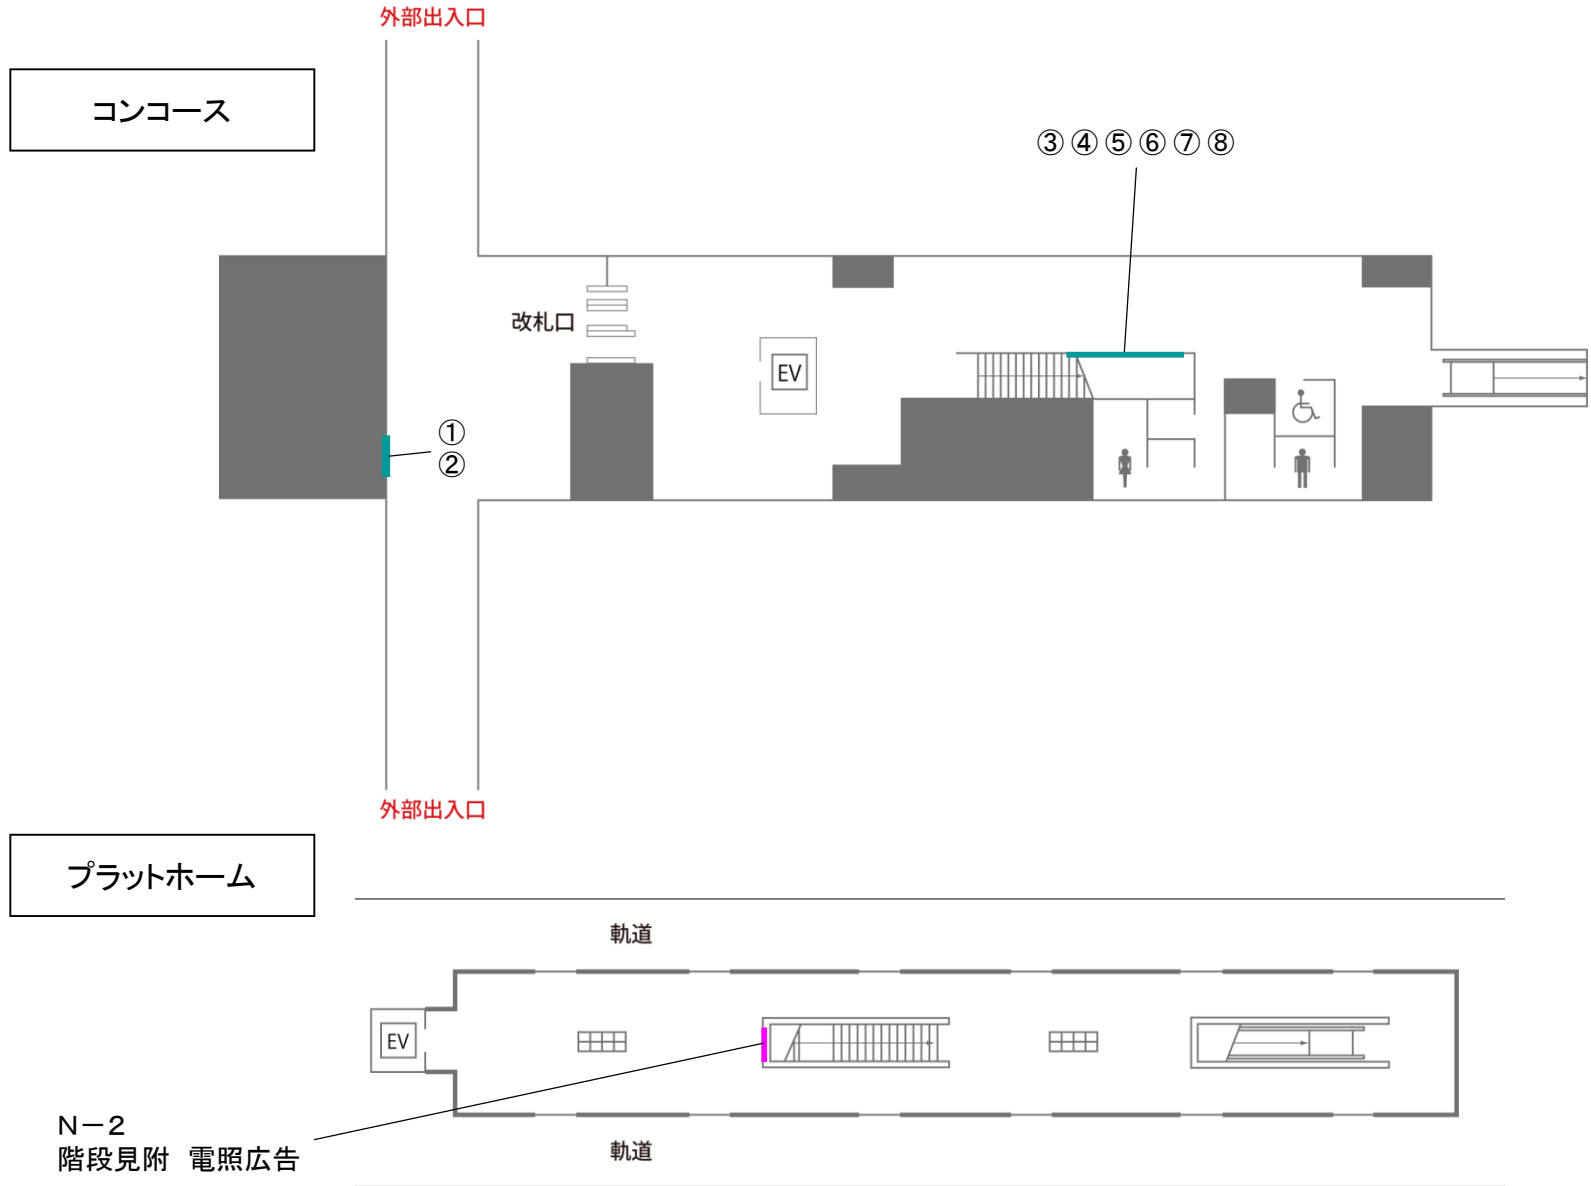 外部出入口
コンコース
③④⑤⑥⑦⑧
改札口
EV
①
②
外部出入口
プラットホーム
軌道
EV
N－2
階段見附　電照広告
軌道